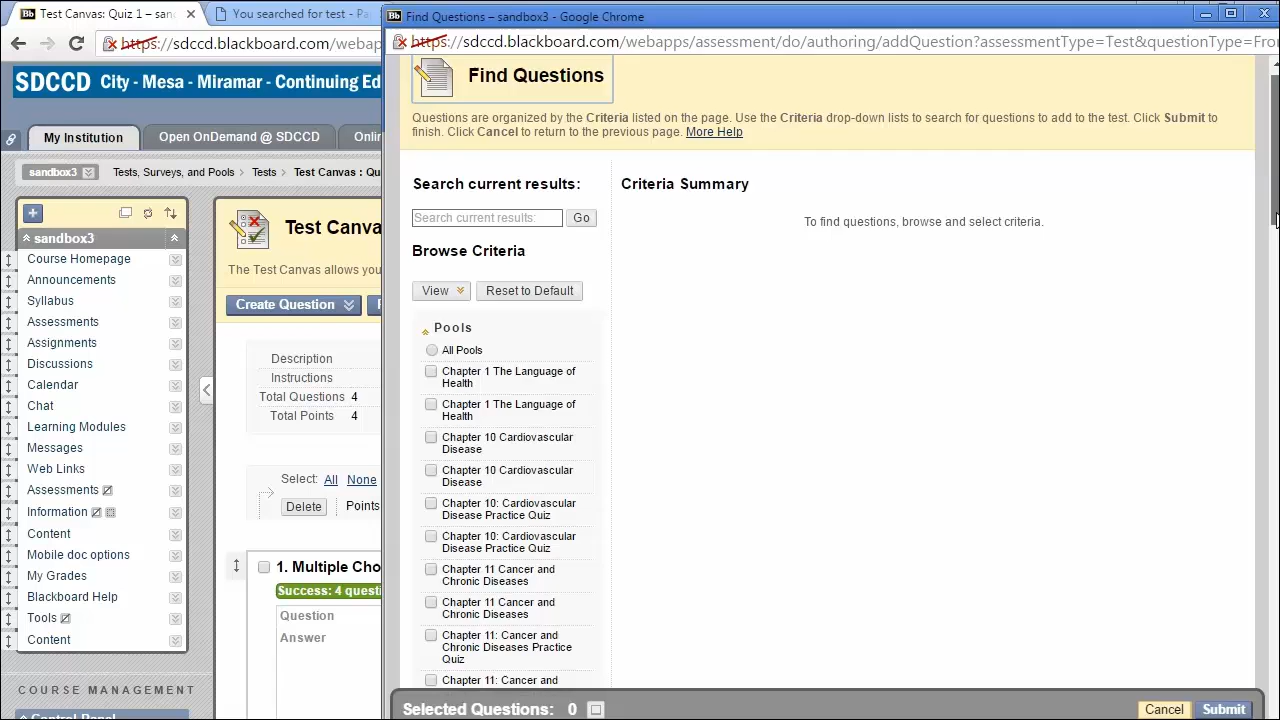 Test Canvas: Quiz 1 – sa
You searched for test - Pa
Find Questions – sandbox3 - Google Chrome
https://sdccd.blackboard.com/webapp
https://sdccd.blackboard.com/webapps/assessment/do/authoring/addQuestion?assessmentType=Test&questionType=Fro
SDCCD City - Mesa - Miramar - Continuing Ed
My Institution
Open OnDemand @ SDCCD
Onlin
sandbox3
Tests, Surveys, and Pools > Tests > Test Canvas : Qu
sandbox3
Course Homepage
Announcements
Syllabus
Assessments
Assignments
Discussions
Calendar
Chat
Learning Modules
Messages
Web Links
Assessments
Information
Content
Mobile doc options
My Grades
Blackboard Help
Tools
Content
COURSE MANAGEMENT
Control Panel
Test Canva
The Test Canvas allows you
Create Question
Description
Instructions
Total Questions 4
Total Points 4
Select: All None
Delete
Points
1. Multiple Cho
Success: 4 questi
Question
Answer
Find Questions
Questions are organized by the Criteria listed on the page. Use the Criteria drop-down lists to search for questions to add to the test. Click Submit to
finish. Click Cancel to return to the previous page. More Help
Search current results:
Search current results:
Go
Browse Criteria
View
Reset to Default
Pools
All Pools
Chapter 1 The Language of
Health
Chapter 1 The Language of
Health
Chapter 10 Cardiovascular
Disease
Chapter 10 Cardiovascular
Disease
Chapter 10: Cardiovascular
Disease Practice Quiz
Chapter 10: Cardiovascular
Disease Practice Quiz
Chapter 11 Cancer and
Chronic Diseases
Chapter 11 Cancer and
Chronic Diseases
Chapter 11: Cancer and
Chronic Diseases Practice
Quiz
Chapter 11: Cancer and
Criteria Summary
To find questions, browse and select criteria.
Selected Questions: 0
Cancel
Submit